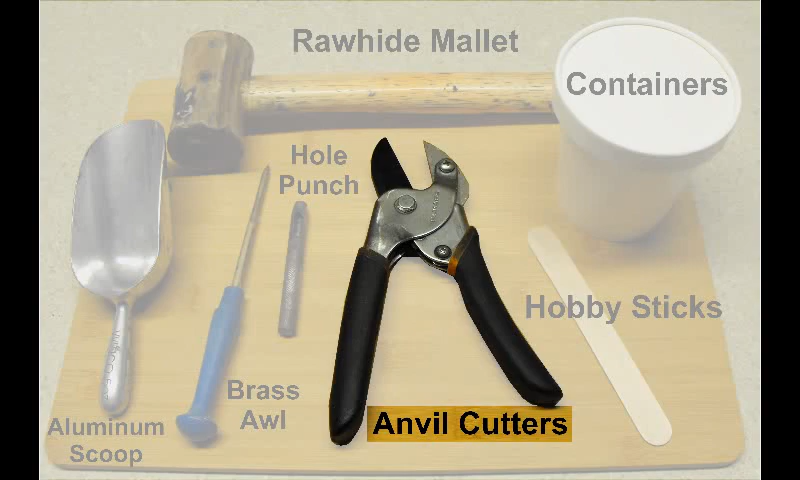 Rawhide Mallet
Containers
Hole
Punch
Hobby Sticks
Brass
Awl
Anvil Cutters
Aluminum
Scoop